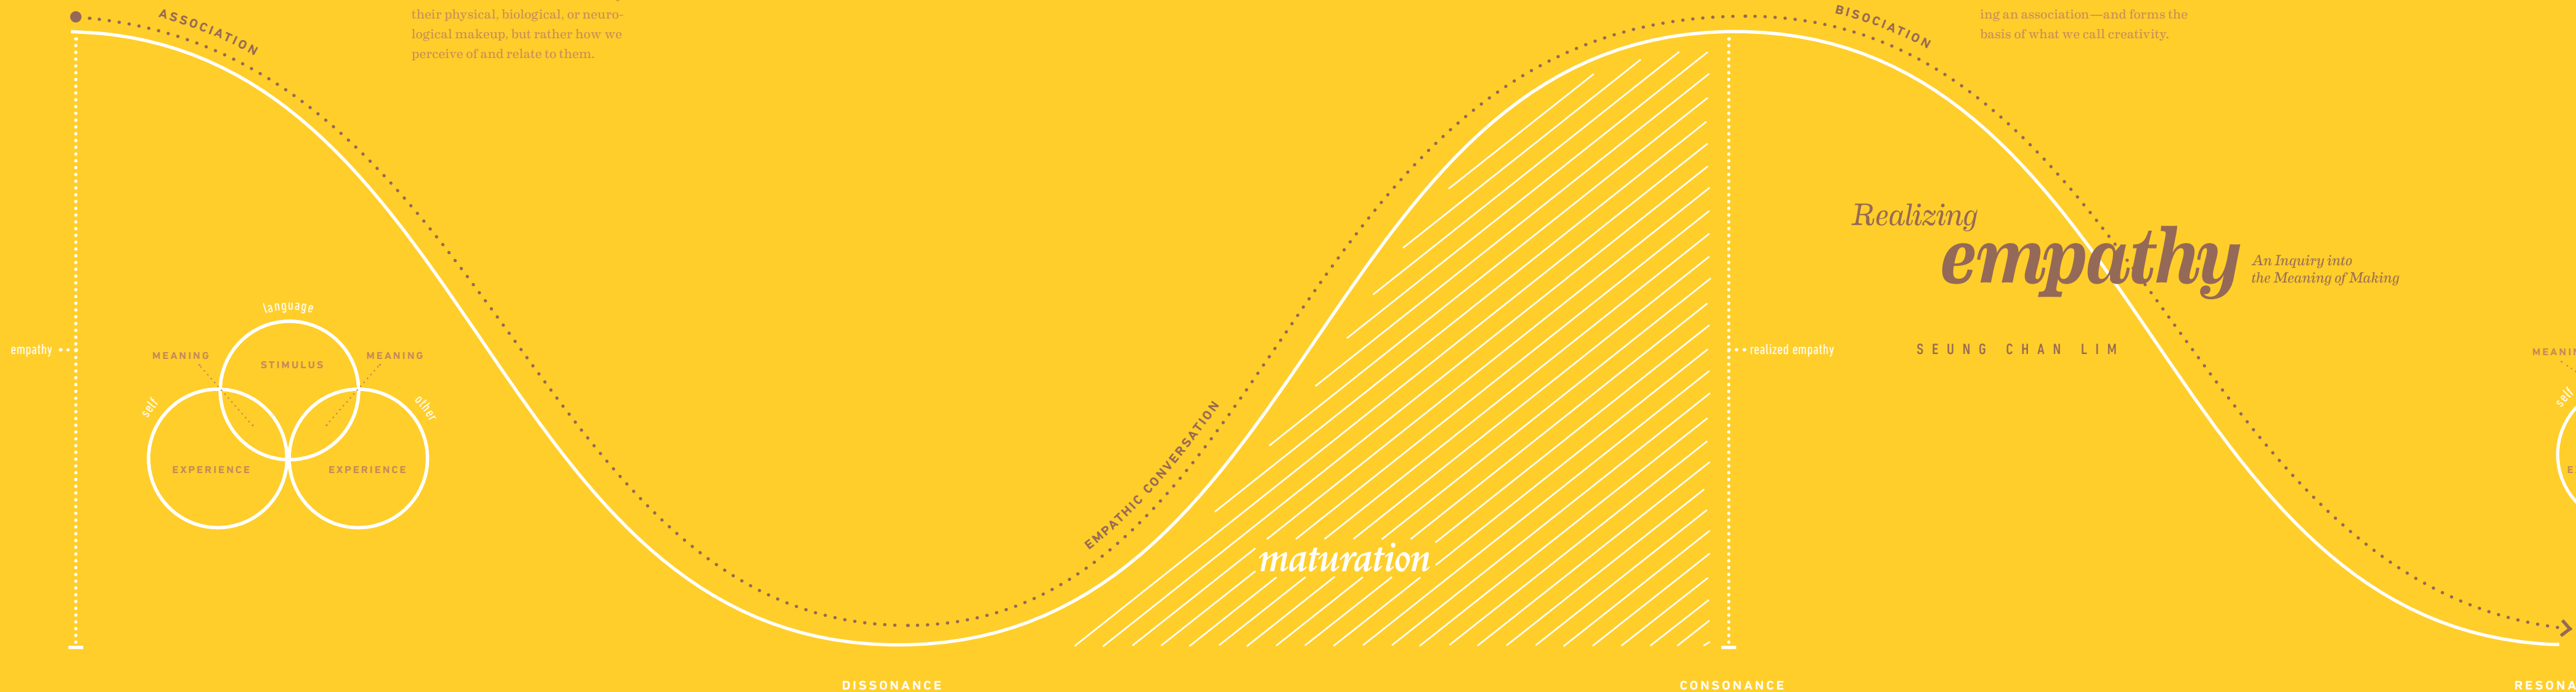 ASSOCIATION
their physical, biological, or neuro-
logical makeup, but rather how we
perceive of and relate to them.
BISOCIATION
ing an association—and forms the
basis of what we call creativity.
Realizing
empathy
An Inquiry into
the Meaning of Making
SEUNG CHAN LIM
empathy
language
MEANING
STIMULUS
MEANING
self
other
EXPERIENCE
EXPERIENCE
EMPATHIC CONVERSATION
maturation
realized empathy
self
DISSONANCE
CONSONANCE